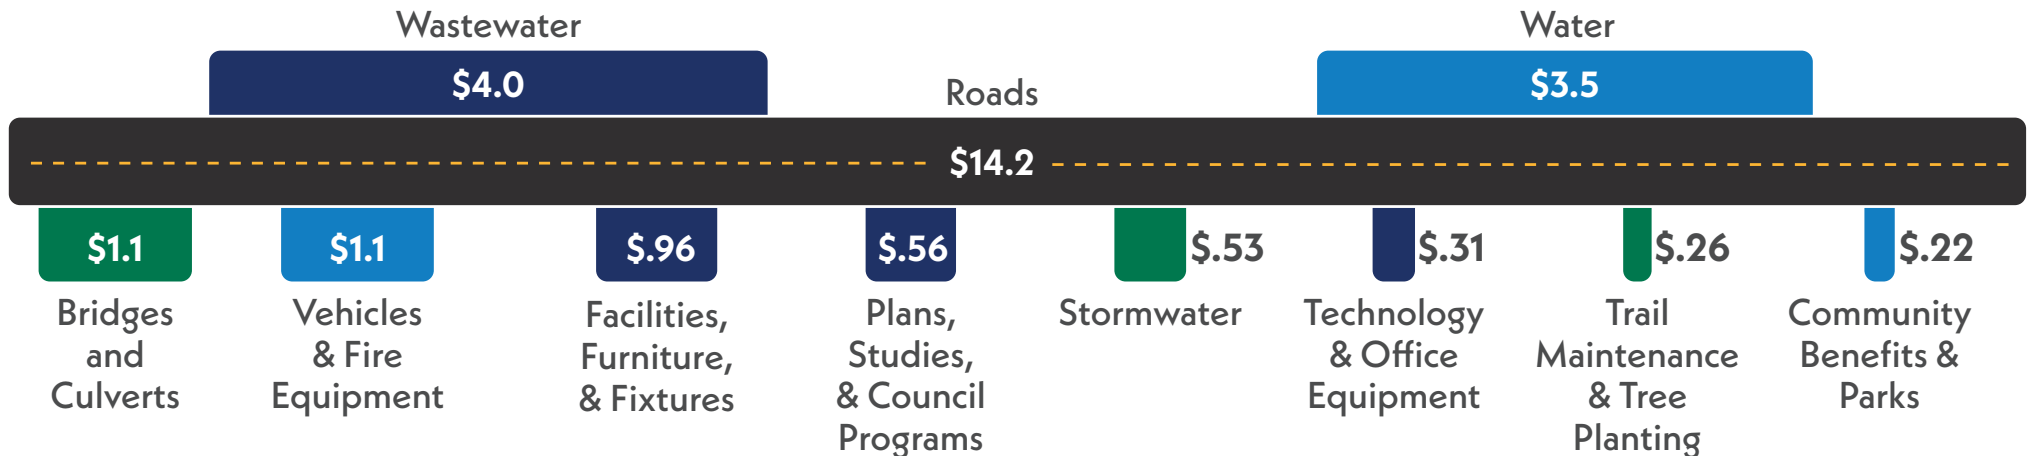 Wastewater
$4.0
Water
$3.5
Roads
$14.2
$1.1
Bridges
and
Culverts
$1.1
Vehicles
& Fire
Equipment
$.96
Facilities,
Furniture,
& Fixtures
$.56
Plans,
Studies,
& Council
Programs
$.53
Stormwater
$.31
Technology
& Office
Equipment
$.26
Trail
Maintenance
& Tree
Planting
$.22
Community
Benefits &
Parks